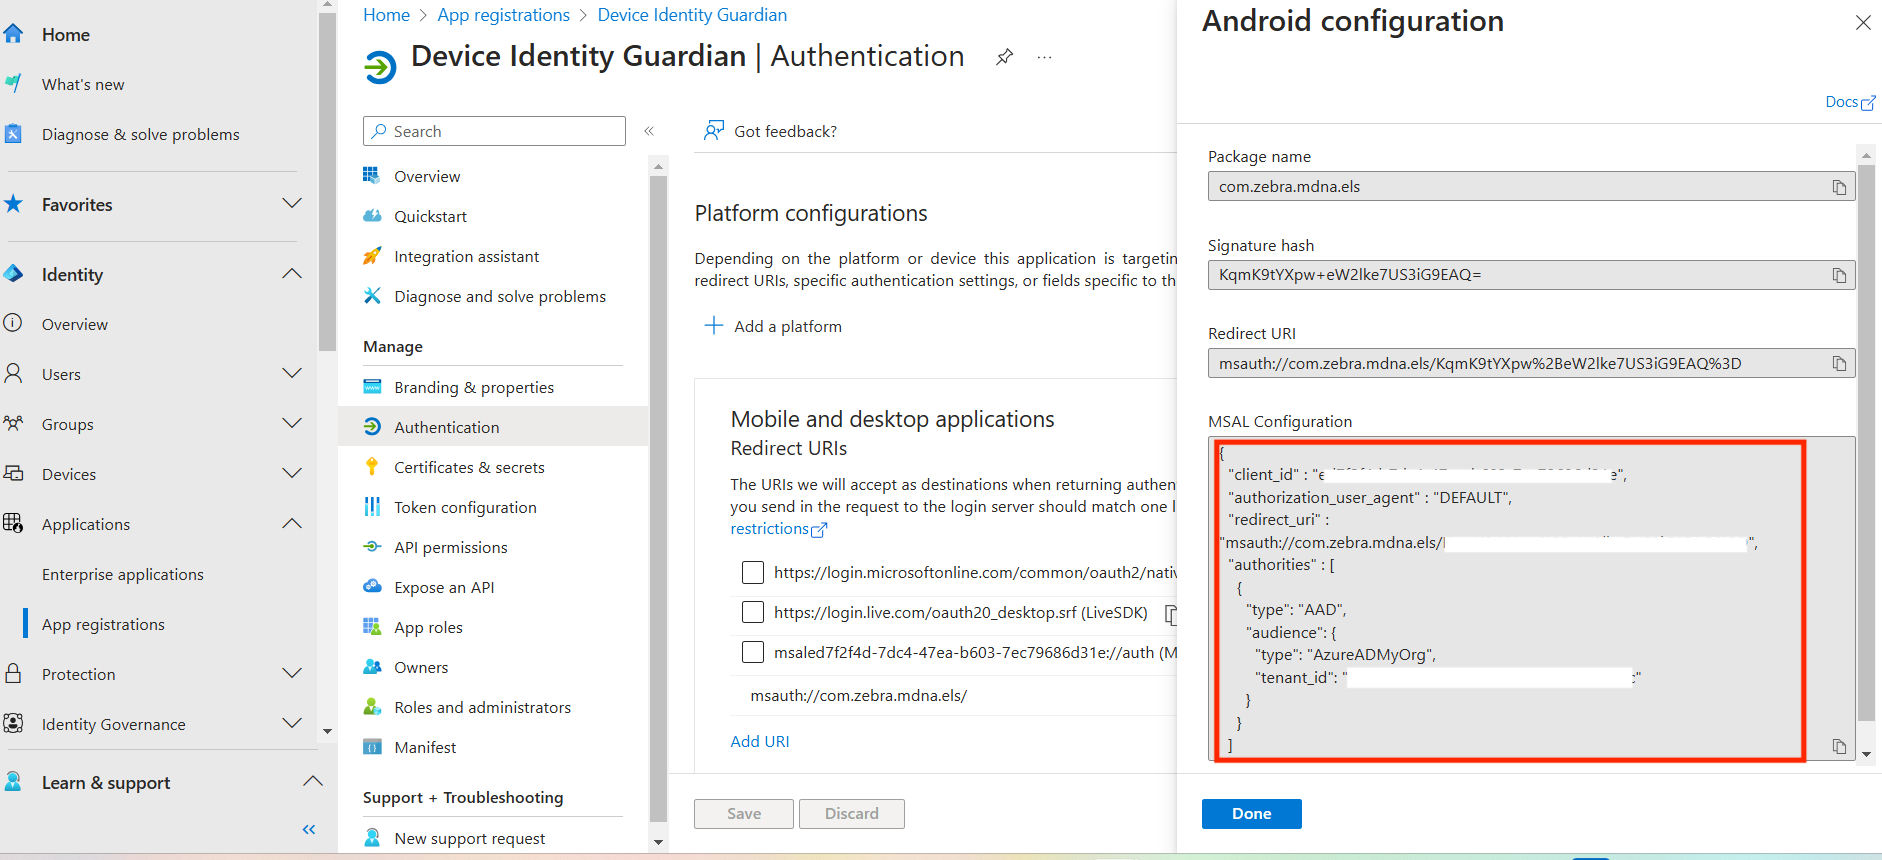 Home
What's new
Diagnose & solve problems
Favorites
Identity
Overview
Users
Groups
Devices
Applications
Enterprise applications
App registrations
Protection
Identity Governance
Learn & support
Home > App registrations > Device Identity Guardian
Device Identity Guardian | Authentication
Search
Overview
Quickstart
Integration assistant
Diagnose and solve problems
Manage
Branding & properties
Authentication
Certificates & secrets
Token configuration
API permissions
Expose an API
App roles
Owners
Roles and administrators
Manifest
Support + Troubleshooting
New support request
Got feedback?
Platform configurations
Depending on the platform or device this application is targetin
redirect URIs, specific authentication settings, or fields specific to th
Add a platform
Mobile and desktop applications
Redirect URIs
The URIs we will accept as destinations when returning authen
you send in the request to the login server should match one l
restrictions
https://login.microsoftonline.com/common/oauth2/nativ
https://login.live.com/oauth20_desktop.srf (LiveSDK)
msaled7f2f4d-7dc4-47ea-b603-7ec79686d31e://auth (M
msauth://com.zebra.mdna.els/
Add URI
Save
Discard
Android configuration
Docs
Package name
com.zebra.mdna.els
Signature hash
KqmK9tYXpw+eW2lke7US3iG9EAQ=
Redirect URI
msauth://com.zebra.mdna.els/KqmK9tYXpw%2BeW2lke7US3iG9EAQ%3D
MSAL Configuration
{
"client_id" : "e e",
"authorization_user_agent" : "DEFAULT",
"redirect_uri" :
"msauth://com.zebra.mdna.els/ ",
"authorities" : [
{
"type": "AAD",
"audience": {
"type": "AzureADMyOrg",
"tenant_id": " "
}
}
]
Done